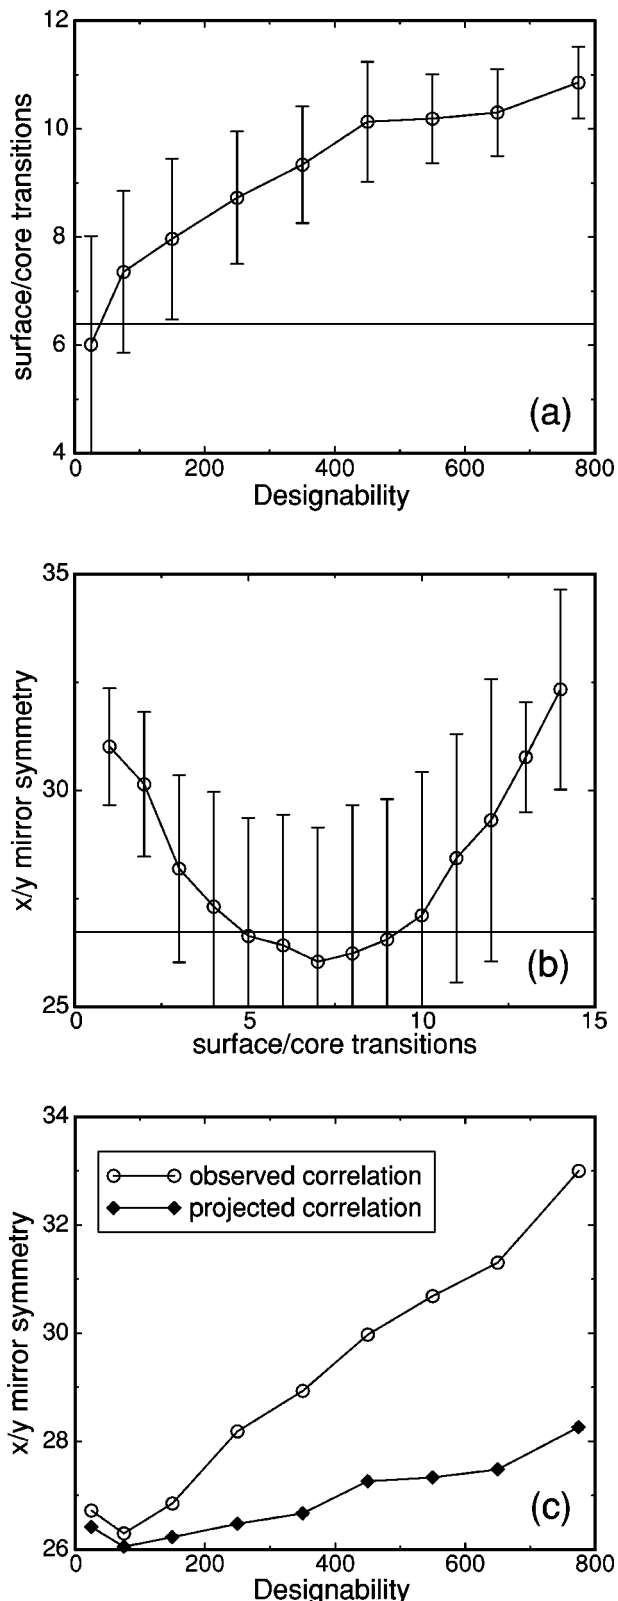 12
10
8
6
4
surface/core transitions
(a)
0 200 400 600 800
Designability
35
30
25
x/y mirror symmetry
(b)
0 5 10 15
surface/core transitions
34
32
30
28
26
x/y mirror symmetry
observed correlation
projected correlation
(c)
0 200 400 600 800
Designability